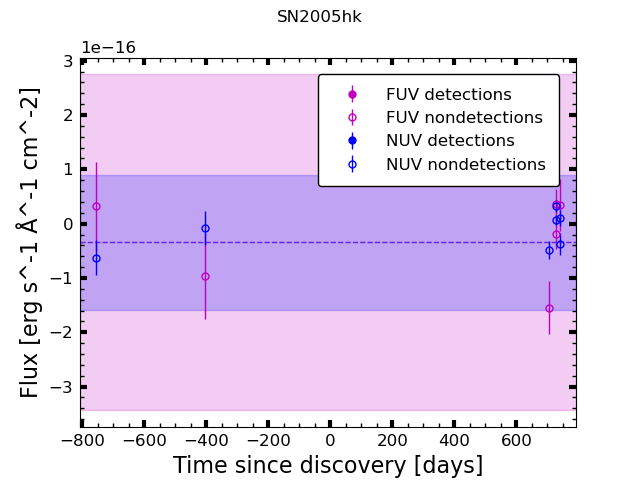 SN2005hk
1e−16
3
2
1
0
−1
−2
−3
Flux [erg s^-1 Å^-1 cm^-2]
FUV detections
FUV nondetections
NUV detections
NUV nondetections
−800 −600 −400 −200 0 200 400 600
Time since discovery [days]